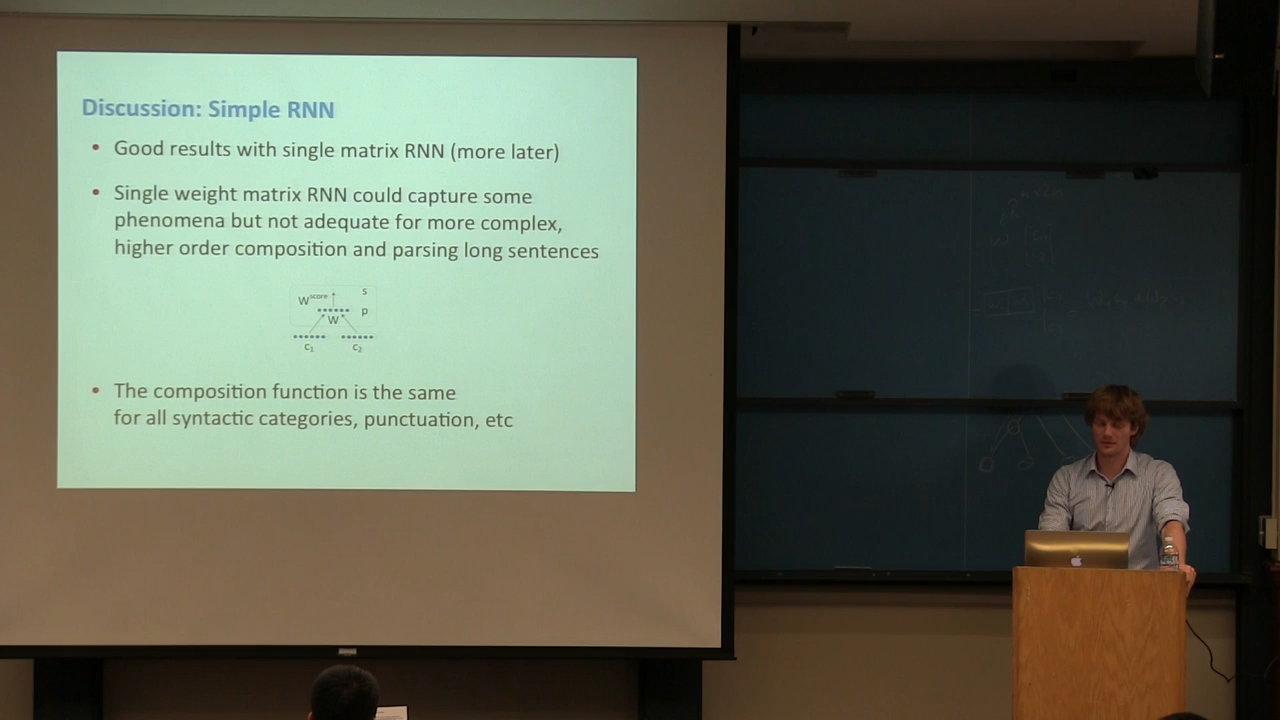 Discussion: Simple RNN
• Good results with single matrix RNN (more later)
• Single weight matrix RNN could capture some
phenomena but not adequate for more complex,
higher order composition and parsing long sentences
Wscore s
p
W
c1 c2
• The composition function is the same
for all syntactic categories, punctuation, etc